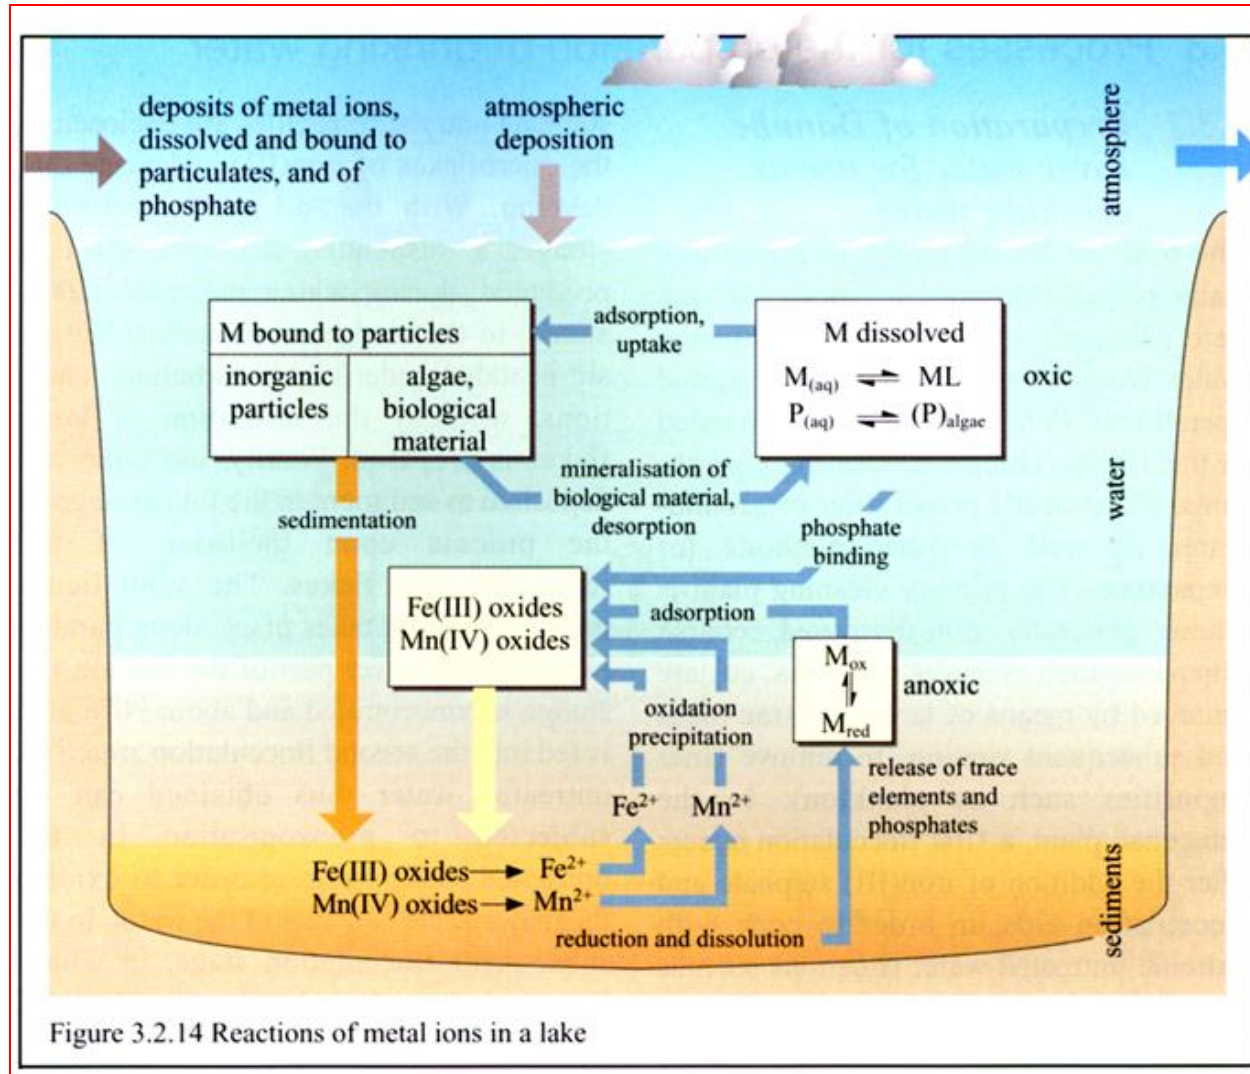 deposits of metal ions,
dissolved and bound to
particulates, and of
phosphate
atmospheric
deposition
atmosphere
M bound to particles
inorganic
particles
algae,
biological
material
adsorption,
uptake
M dissolved
M(aq) ⇌ ML
P(aq) ⇌ (P)algae
oxic
mineralisation of
biological material,
desorption
sedimentation
phosphate
binding
water
Fe(III) oxides
Mn(IV) oxides
adsorption
Mox
⇌
Mred
anoxic
oxidation
precipitation
release of trace
elements and
phosphates
Fe2+ Mn2+
Fe(III) oxides → Fe2+
Mn(IV) oxides → Mn2+
reduction and dissolution
sediments
Figure 3.2.14 Reactions of metal ions in a lake